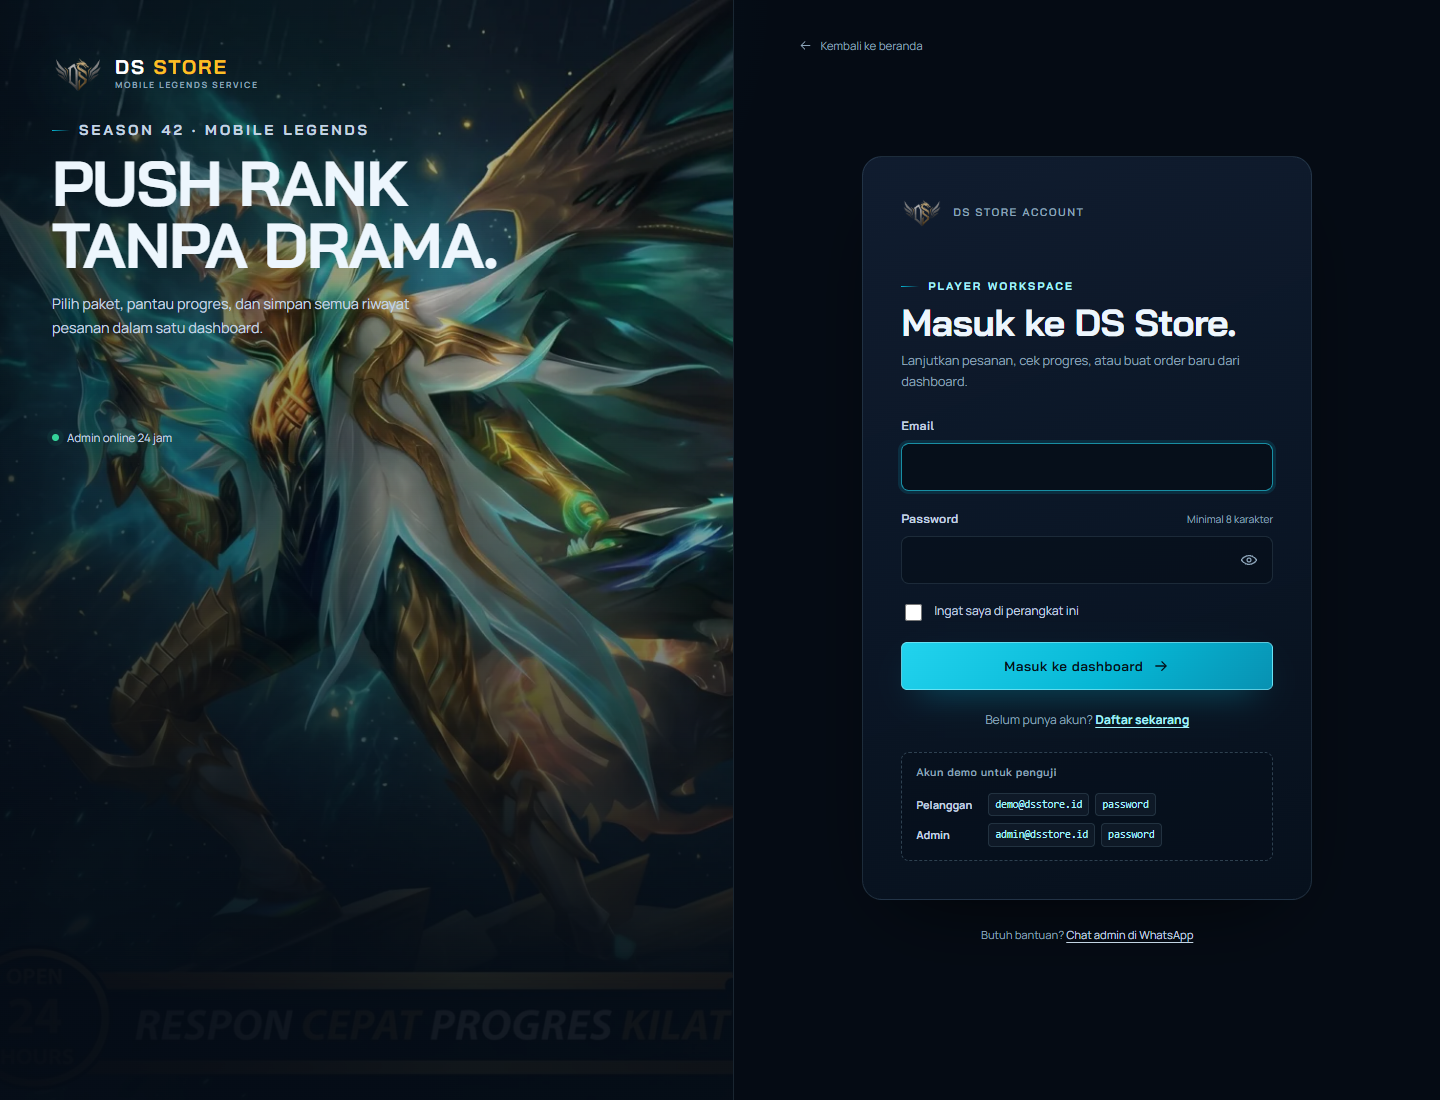 DS STORE
MOBILE LEGENDS SERVICE
SEASON 42 · MOBILE LEGENDS
PUSH RANK
TANPA DRAMA.
Pilih paket, pantau progres, dan simpan semua riwayat
pesanan dalam satu dashboard.
Admin online 24 jam
OPEN
24
HOURS
RESPON CEPAT PROGRES KILAT
← Kembali ke beranda
DS
DS STORE ACCOUNT
PLAYER WORKSPACE
Masuk ke DS Store.
Lanjutkan pesanan, cek progres, atau buat order baru dari
dashboard.
Email
Password
Minimal 8 karakter
Ingat saya di perangkat ini
Masuk ke dashboard →
Belum punya akun? Daftar sekarang
Akun demo untuk penguji
Pelanggan demo@dsstore.id password
Admin admin@dsstore.id password
Butuh bantuan? Chat admin di WhatsApp